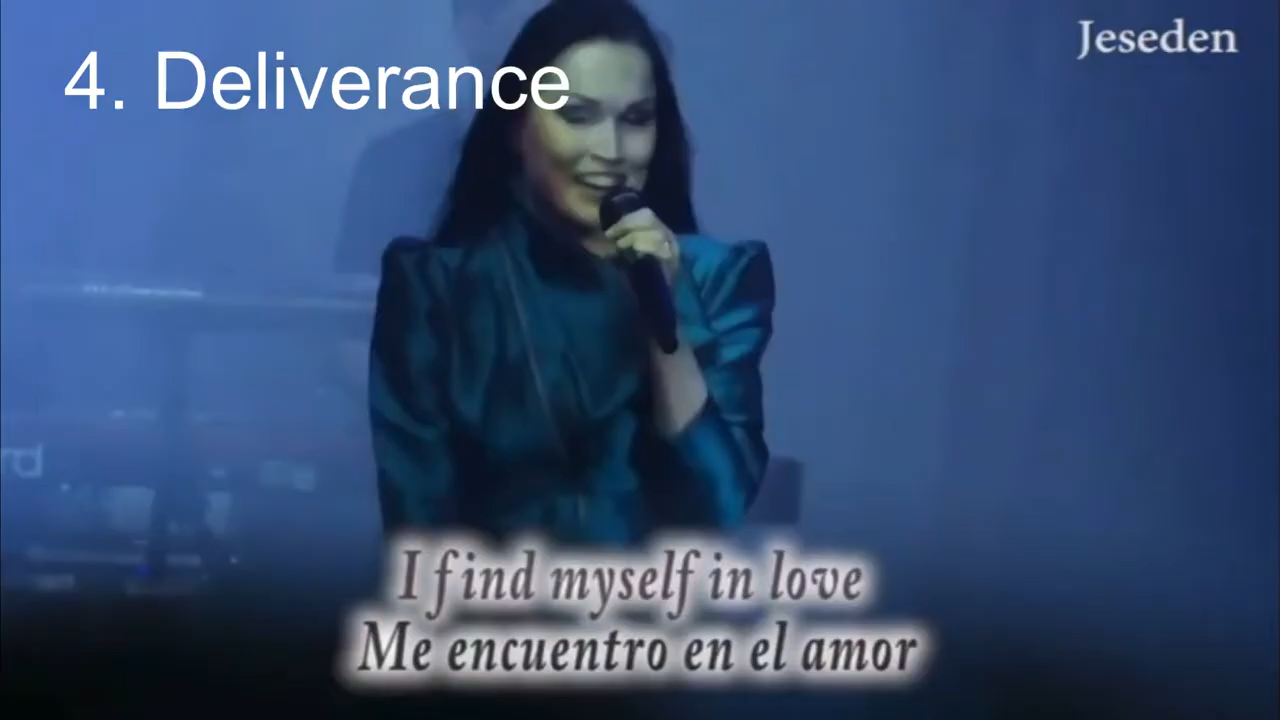 4. Deliverance
Jeseden
I find myself in love
Me encuentro en el amor